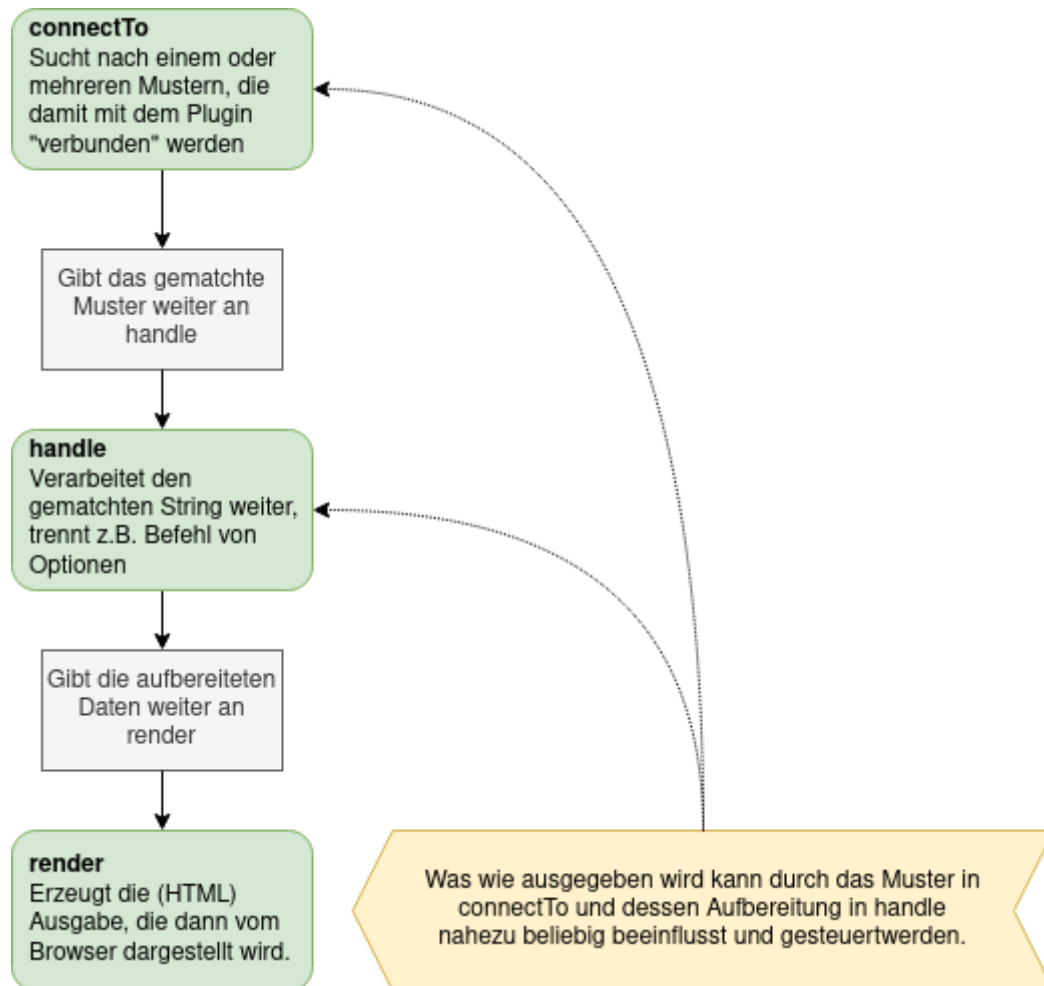 connectTo
Sucht nach einem oder
mehreren Mustern, die
damit mit dem Plugin
"verbunden" werden
Gibt das gematchte
Muster weiter an
handle
handle
Verarbeitet den
gematchten String weiter,
trennt z.B. Befehl von
Optionen
Gibt die aufbereiteten
Daten weiter an
render
render
Erzeugt die (HTML)
Ausgabe, die dann vom
Browser dargestellt wird.
Was wie ausgegeben wird kann durch das Muster in
connectTo und dessen Aufbereitung in handle
nahezu beliebig beeinflusst und gesteuertwerden.